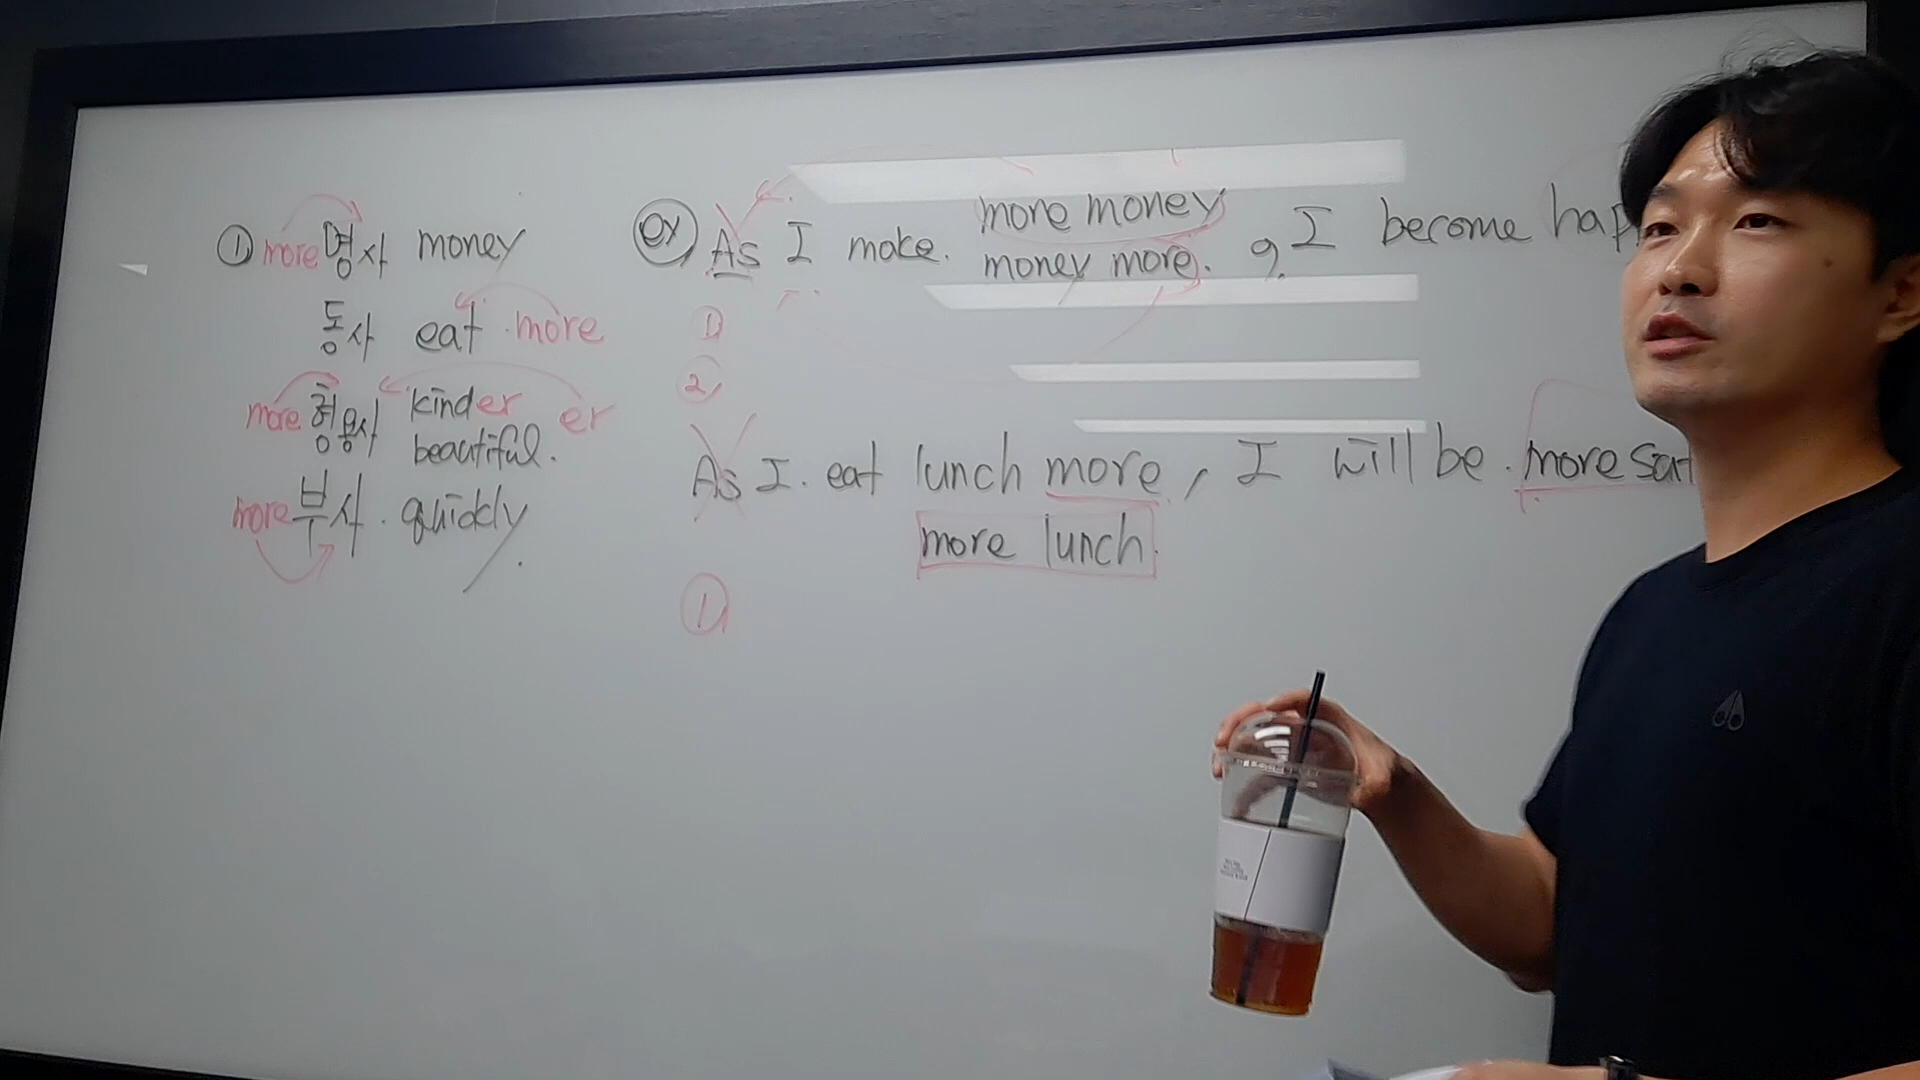 ① more 명사 money
동사 eat more
more 형용사 kinder er
beautiful.
more 부사. quickly
ex) As I make. more money
money more. , I become hap
①
②
As I. eat lunch more, I will be. more sat
more lunch.
①